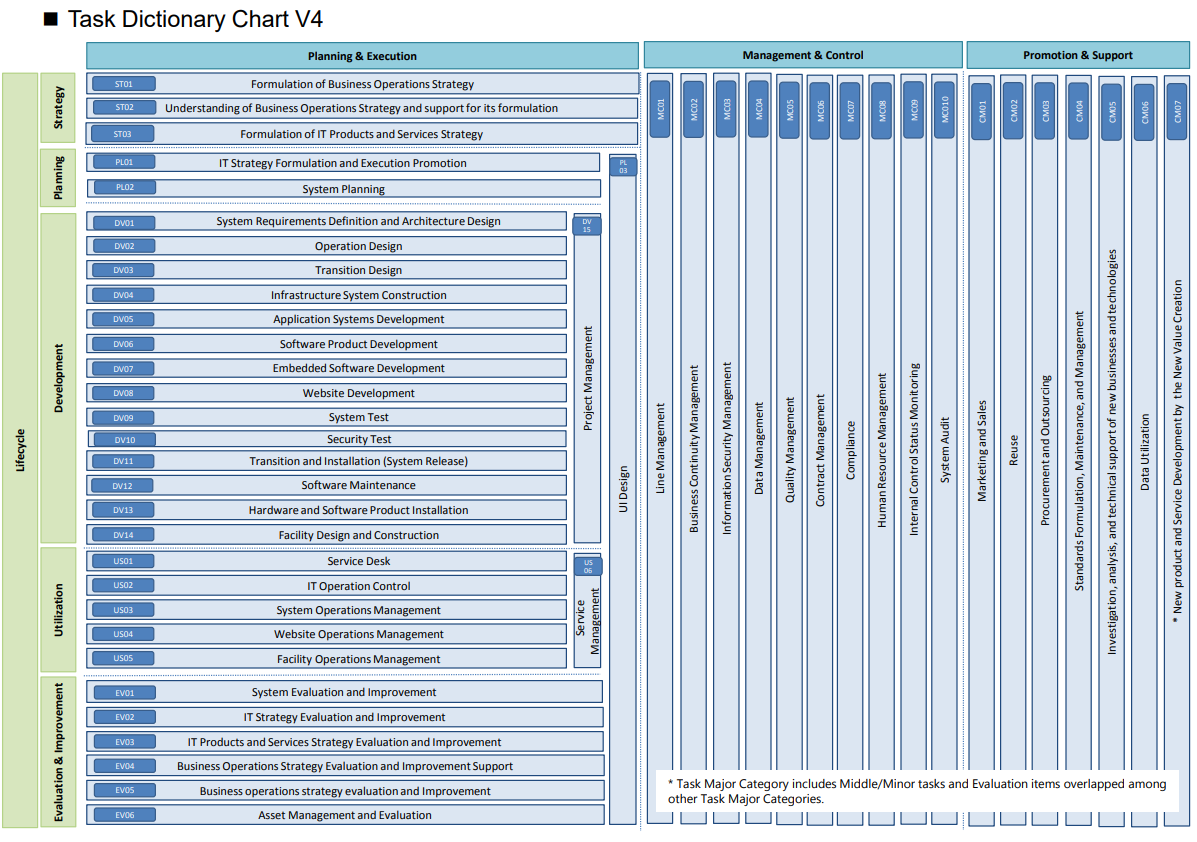 ■ Task Dictionary Chart V4
Planning & Execution
Management & Control
Promotion & Support
Lifecycle
Strategy
ST01 Formulation of Business Operations Strategy
ST02 Understanding of Business Operations Strategy and support for its formulation
ST03 Formulation of IT Products and Services Strategy
Planning
PL01 IT Strategy Formulation and Execution Promotion
PL02 System Planning
PL
03
UI Design
Development
DV01 System Requirements Definition and Architecture Design
DV02 Operation Design
DV03 Transition Design
DV04 Infrastructure System Construction
DV05 Application Systems Development
DV06 Software Product Development
DV07 Embedded Software Development
DV08 Website Development
DV09 System Test
DV10 Security Test
DV11 Transition and Installation (System Release)
DV12 Software Maintenance
DV13 Hardware and Software Product Installation
DV14 Facility Design and Construction
DV
15
Project Management
Utilization
US01 Service Desk
US02 IT Operation Control
US03 System Operations Management
US04 Website Operations Management
US05 Facility Operations Management
US
06
Service
Management
Evaluation & Improvement
EV01 System Evaluation and Improvement
EV02 IT Strategy Evaluation and Improvement
EV03 IT Products and Services Strategy Evaluation and Improvement
EV04 Business Operations Strategy Evaluation and Improvement Support
EV05 Business operations strategy evaluation and Improvement
EV06 Asset Management and Evaluation
MC01 Line Management
MC02 Business Continuity Management
MC03 Information Security Management
MC04 Data Management
MC05 Quality Management
MC06 Contract Management
MC07 Compliance
MC08 Human Resource Management
MC09 Internal Control Status Monitoring
MC010 System Audit
CM01 Marketing and Sales
CM02 Reuse
CM03 Procurement and Outsourcing
CM04 Standards Formulation, Maintenance, and Management
CM05 Investigation, analysis, and technical support of new businesses and technologies
CM06 Data Utilization
CM07 * New product and Service Development by the New Value Creation
* Task Major Category includes Middle/Minor tasks and Evaluation items overlapped among
other Task Major Categories.